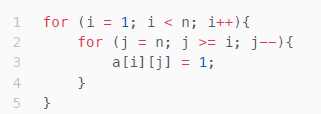 1 for (i = 1; i < n; i++){
2     for (j = n; j >= i; j--){
3         a[i][j] = 1;
4     }
5 }